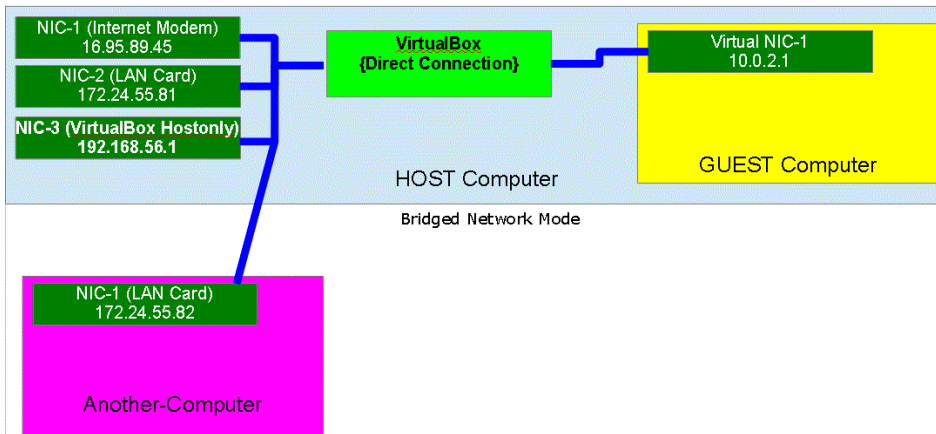 NIC-1 (Internet Modem)
16.95.89.45
NIC-2 (LAN Card)
172.24.55.81
NIC-3 (VirtualBox Hostonly)
192.168.56.1
VirtualBox
{Direct Connection}
Virtual NIC-1
10.0.2.1
GUEST Computer
HOST Computer
Bridged Network Mode
NIC-1 (LAN Card)
172.24.55.82
Another-Computer